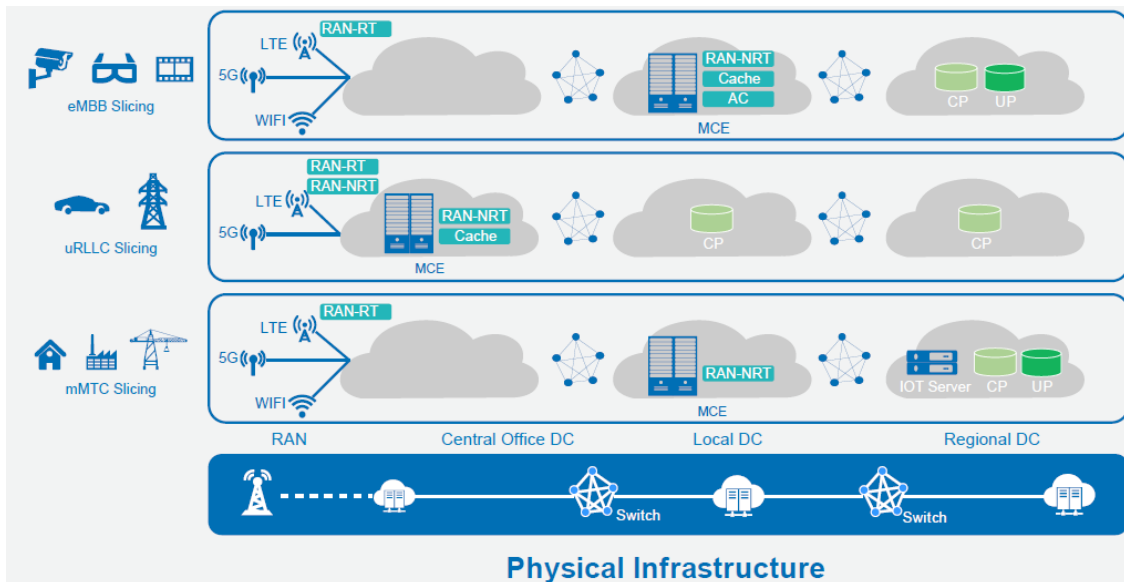 LTE
RAN-RT
5G
WIFI
eMBB Slicing
RAN-NRT
Cache
AC
MCE
CP
UP
RAN-RT
RAN-NRT
LTE
5G
uRLLC Slicing
RAN-NRT
Cache
MCE
CP
CP
RAN-RT
LTE
5G
WIFI
mMTC Slicing
RAN-NRT
MCE
IOT Server
CP
UP
RAN
Central Office DC
Local DC
Regional DC
Switch
Switch
Physical Infrastructure